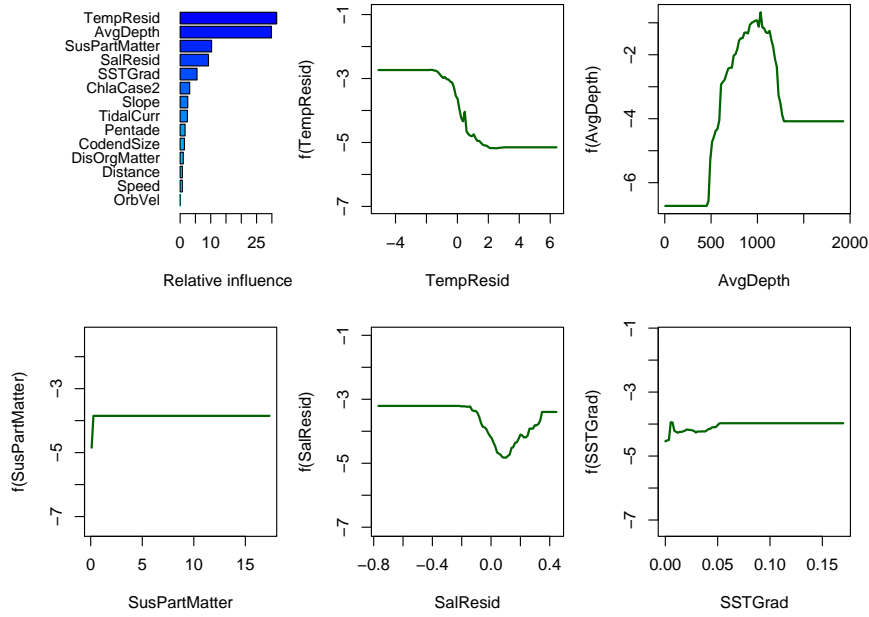 TempResid
AvgDepth
SusPartMatter
SalResid
SSTGrad
ChlaCase2
Slope
TidalCurr
Pentade
CodendSize
DisOrgMatter
Distance
Speed
OrbVel
0 10 25
Relative influence
f(TempResid)
−1
−3
−5
−7
−4 0 2 4 6
TempResid
f(AvgDepth)
−2
−4
−6
0 500 1000 2000
AvgDepth
f(SusPartMatter)
−3
−5
−7
0 5 10 15
SusPartMatter
f(SalResid)
−1
−3
−5
−7
−0.8 −0.4 0.0 0.4
SalResid
f(SSTGrad)
−1
−3
−5
−7
0.00 0.05 0.15
SSTGrad